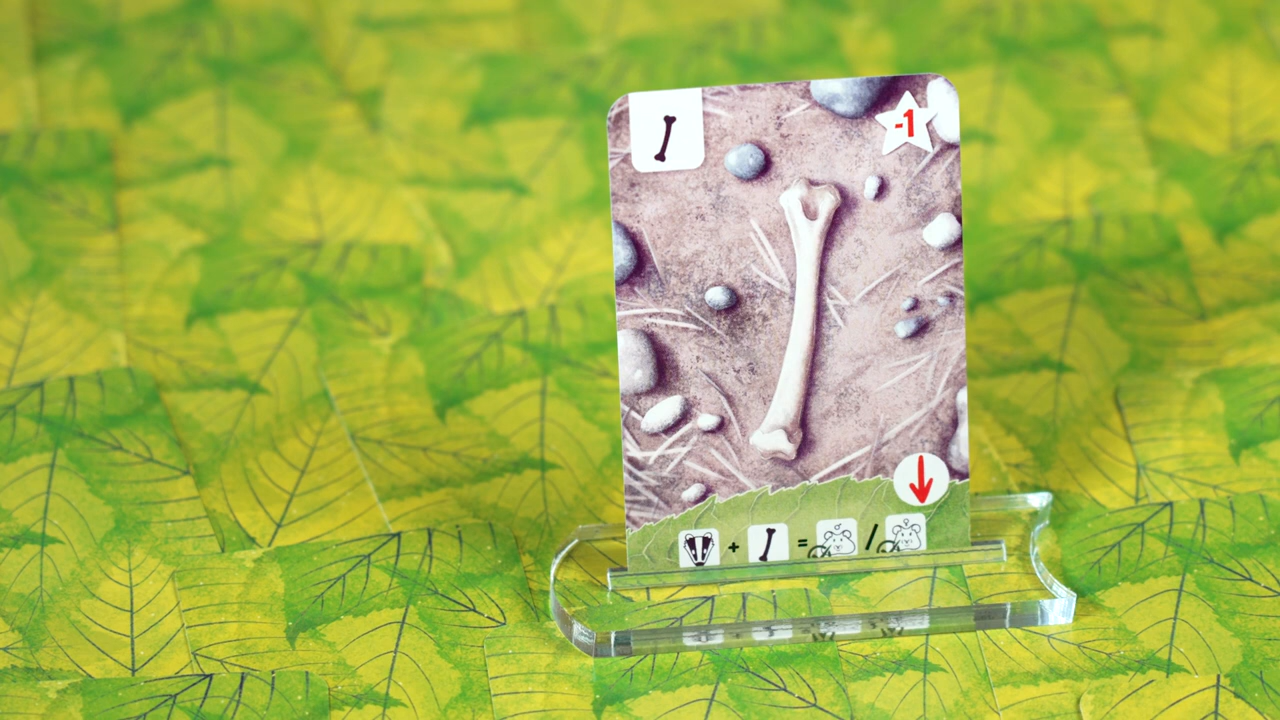 -1
+ = /